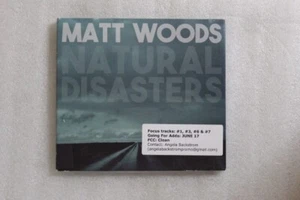 MATT WOODS
NATURAL
DISASTERS
Focus tracks: #1, #3, #6 & #7
Going For Adds: JUNE 17
FCC: Clean
Contact: Angela Backstrom